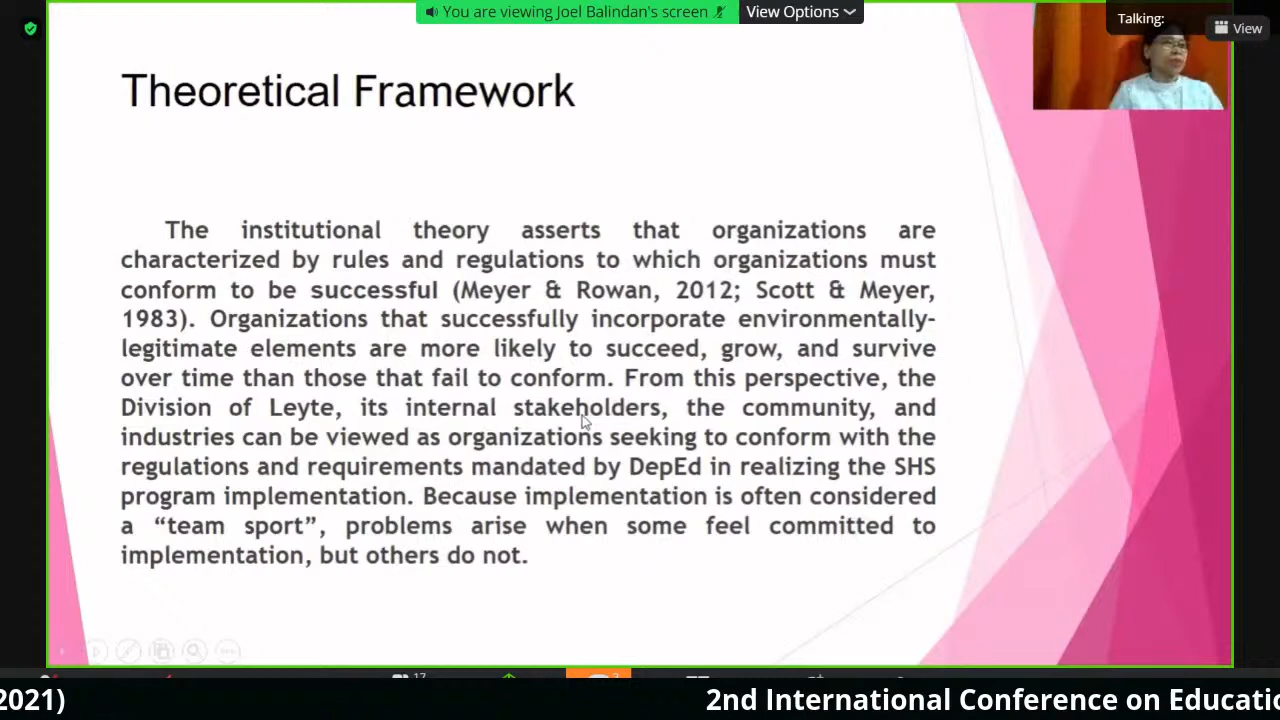 You are viewing Joel Balindan's screen
View Options
Talking:
View
Theoretical Framework
The institutional theory asserts that organizations are
characterized by rules and regulations to which organizations must
conform to be successful (Meyer & Rowan, 2012; Scott & Meyer,
1983). Organizations that successfully incorporate environmentally-
legitimate elements are more likely to succeed, grow, and survive
over time than those that fail to conform. From this perspective, the
Division of Leyte, its internal stakeholders, the community, and
industries can be viewed as organizations seeking to conform with the
regulations and requirements mandated by DepEd in realizing the SHS
program implementation. Because implementation is often considered
a “team sport”, problems arise when some feel committed to
implementation, but others do not.
17
2021)
2nd International Conference on Educatio